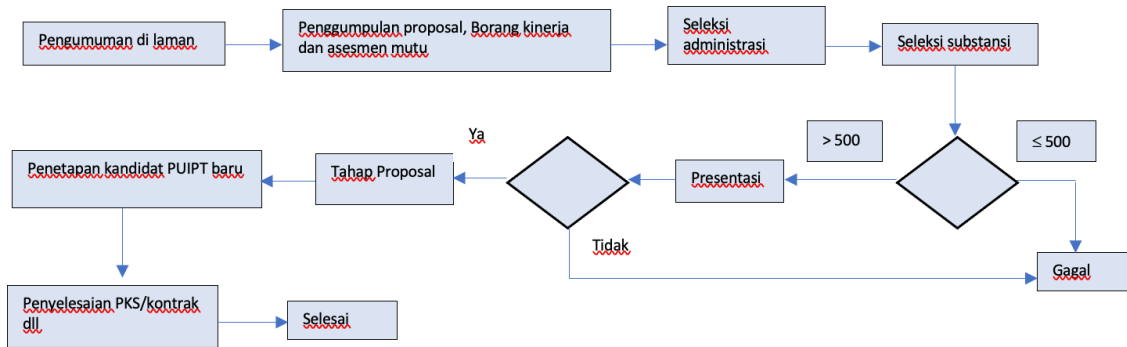 Pengumuman di laman
Penggumpulan proposal, Borang kinerja
dan asesmen mutu
Seleksi
administrasi
Seleksi substansi
> 500
≤ 500
Ya
Penetapan kandidat PUIPT baru
Tahap Proposal
Presentasi
Tidak
Gagal
Penyelesaian PKS/kontrak
dll
Selesai